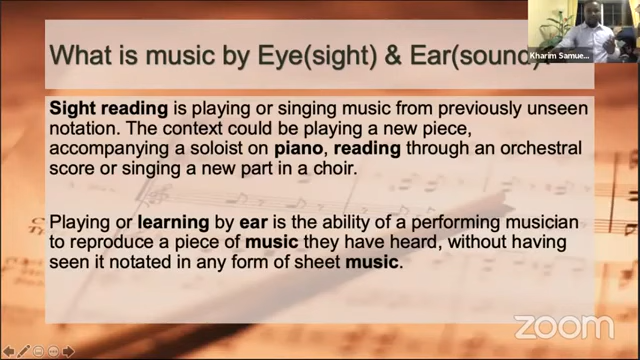 What is music by Eye(sight) & Ear(sound)
Sight reading is playing or singing music from previously unseen
notation. The context could be playing a new piece,
accompanying a soloist on piano, reading through an orchestral
score or singing a new part in a choir.
Playing or learning by ear is the ability of a performing musician
to reproduce a piece of music they have heard, without having
seen it notated in any form of sheet music.
Kharim Samue...
zoom